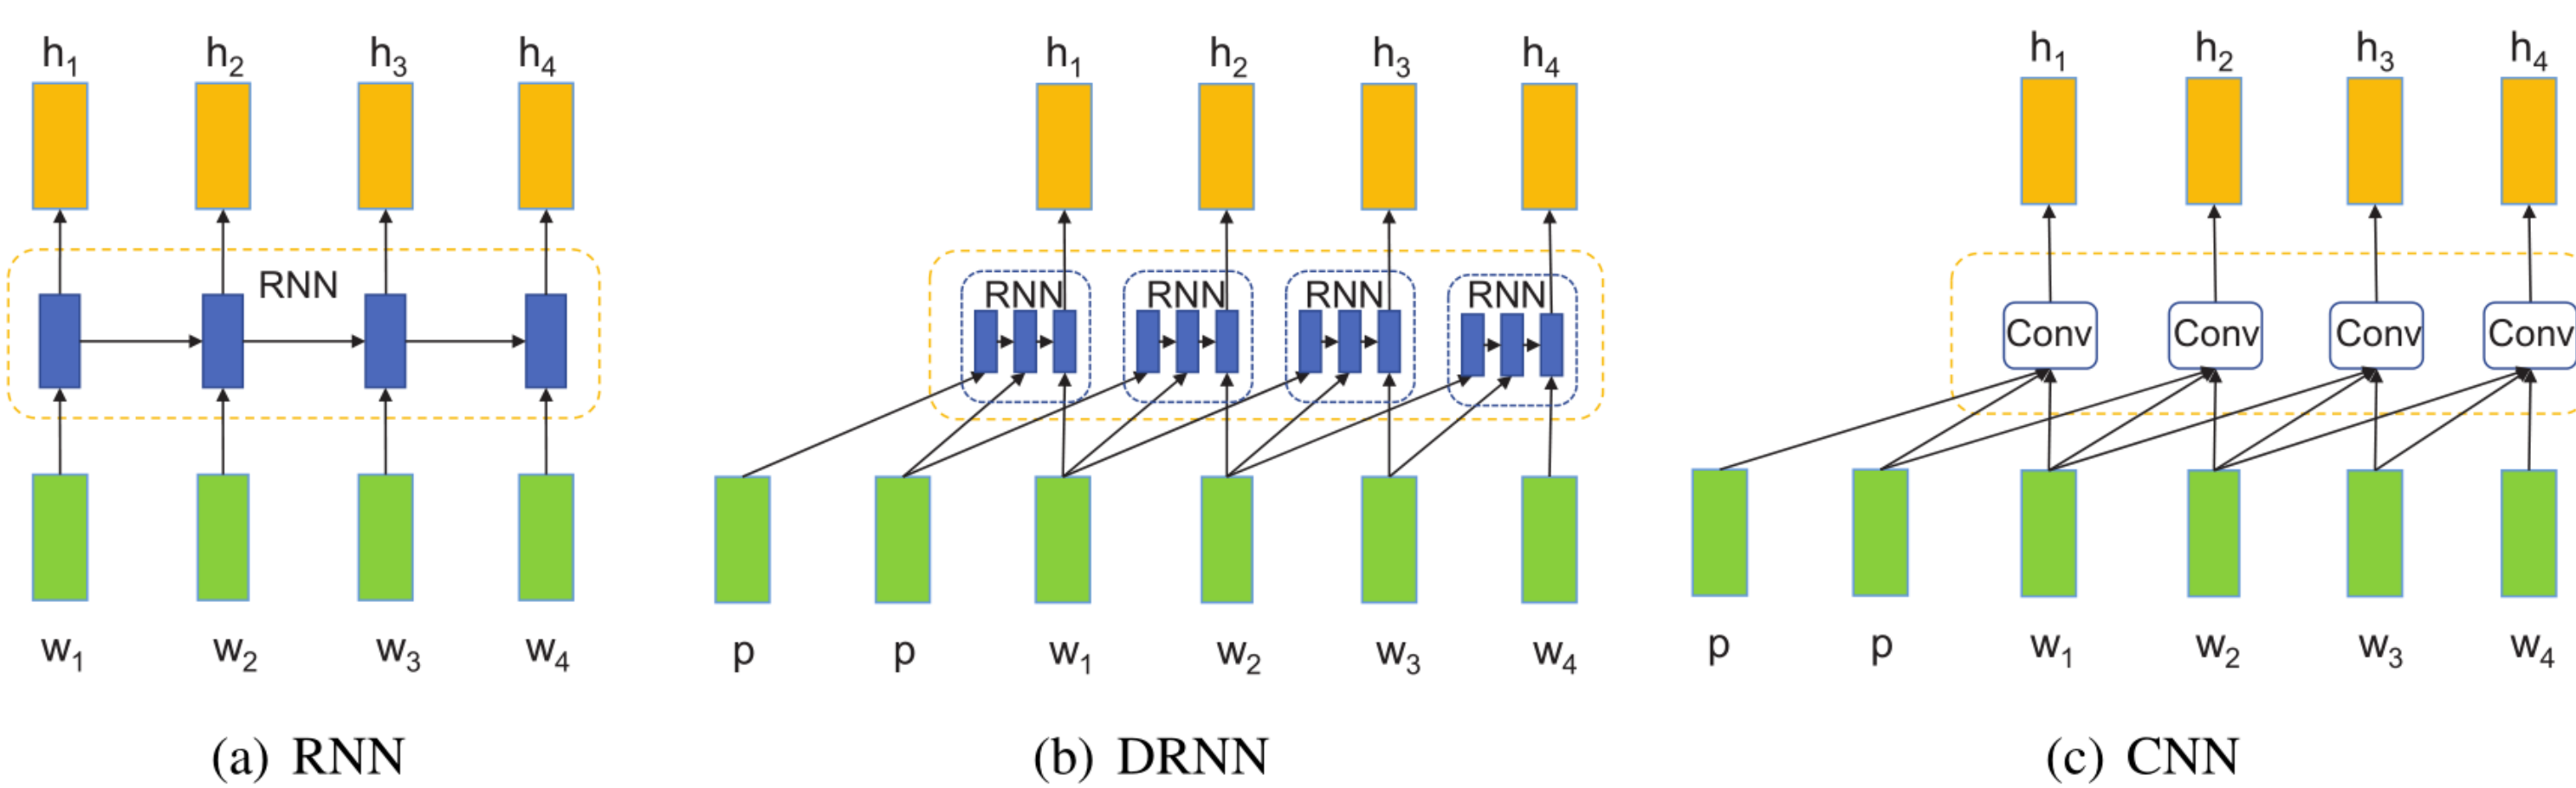 h1 h2 h3 h4 h1 h2 h3 h4 h1 h2 h3 h4
RNN RNN RNN RNN RNN
Conv Conv Conv Conv
w1 w2 w3 w4 p p w1 w2 w3 w4 p p w1 w2 w3 w4
(a) RNN (b) DRNN (c) CNN